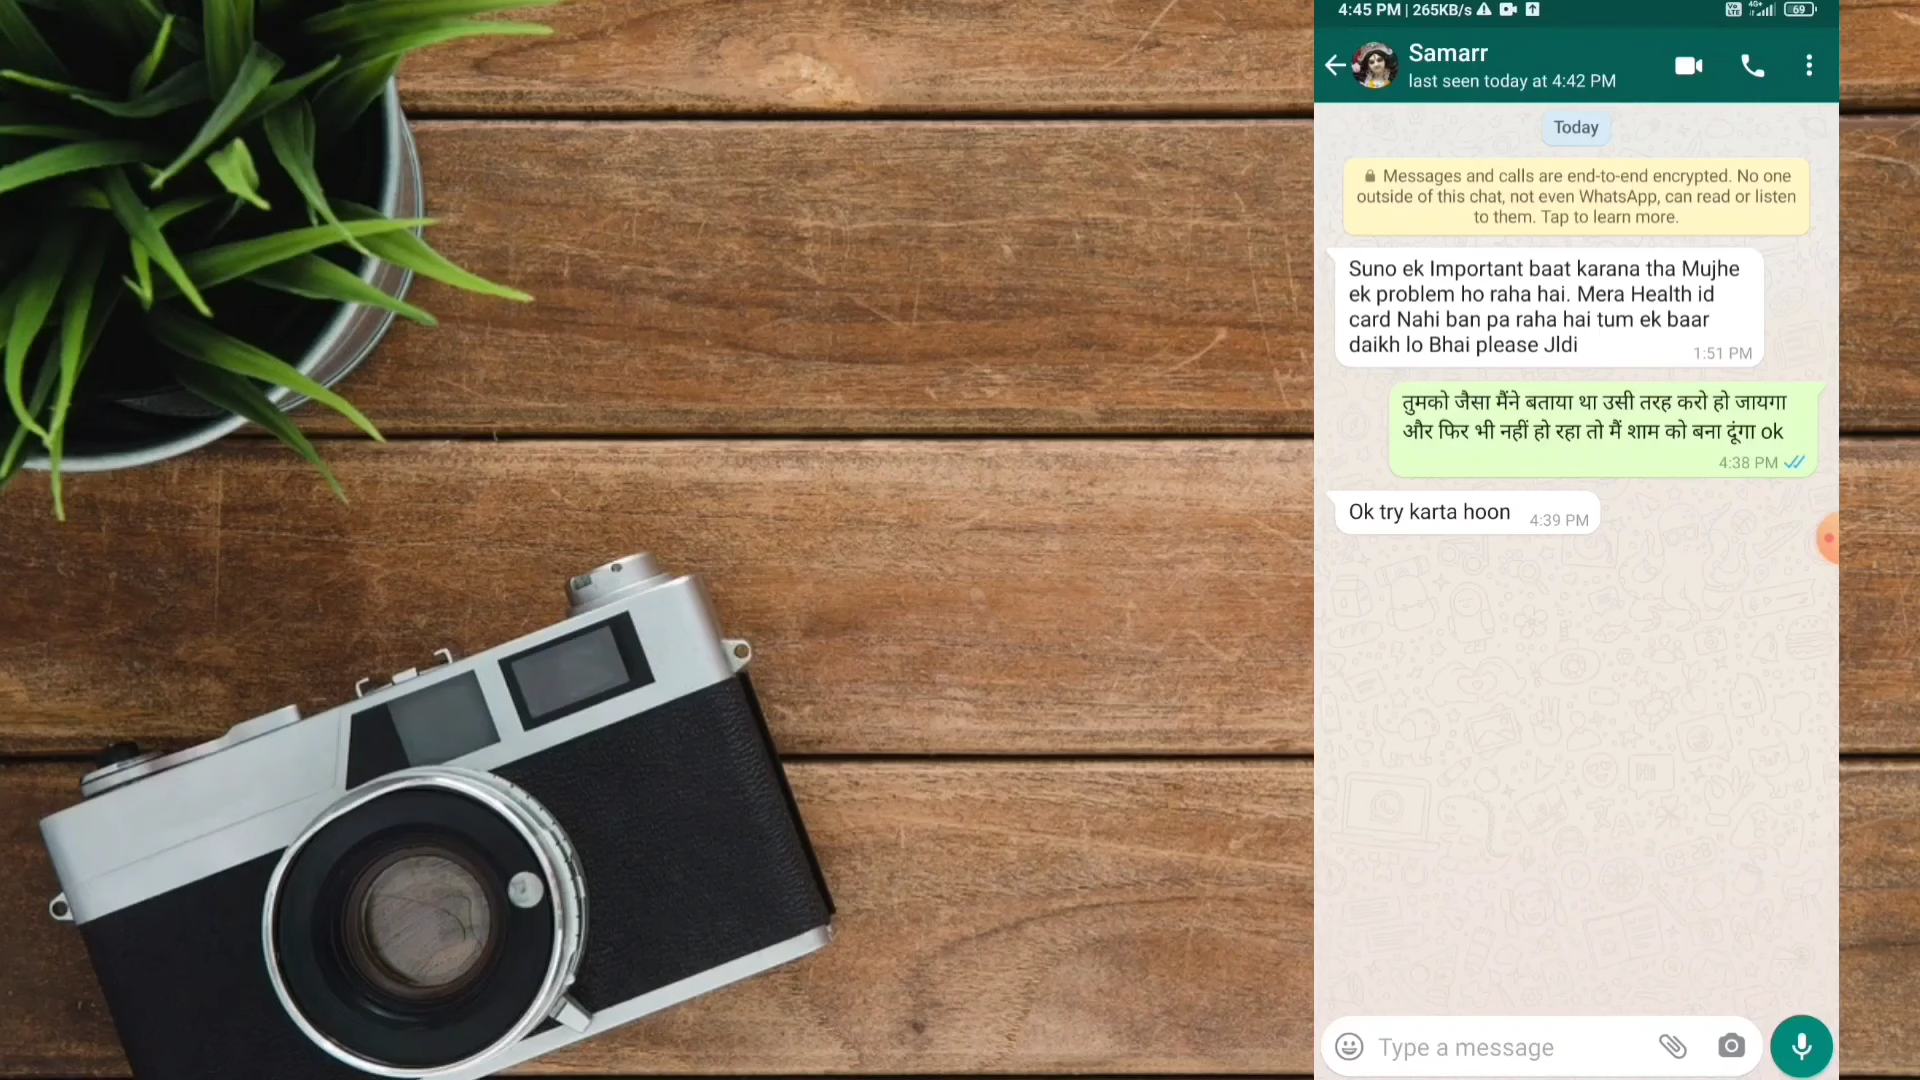 4:45 PM | 265KB/s
4G+
69
Samarr
last seen today at 4:42 PM
Today
Messages and calls are end-to-end encrypted. No one
outside of this chat, not even WhatsApp, can read or listen
to them. Tap to learn more.
Suno ek Important baat karana tha Mujhe
ek problem ho raha hai. Mera Health id
card Nahi ban pa raha hai tum ek baar
daikh lo Bhai please Jldi
1:51 PM
तुमको जैसा मैंने बताया था उसी तरह करो हो जायगा
और फिर भी नहीं हो रहा तो मैं शाम को बना दूंगा ok
4:38 PM
Ok try karta hoon
4:39 PM
Type a message